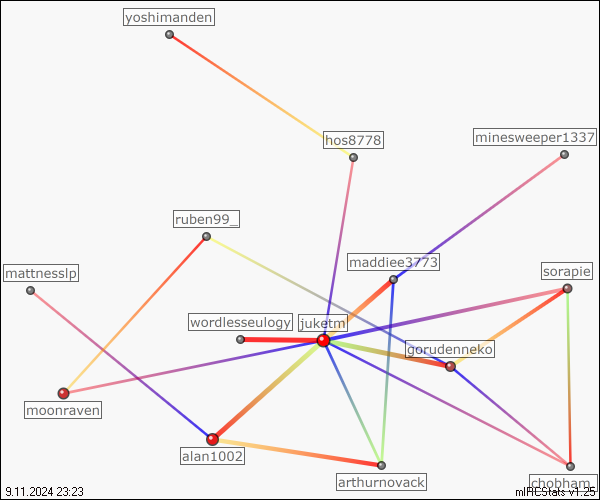 yoshimanden
hos8778
minesweeper1337
ruben99_
maddiee3773
mattnesslp
sorapie
wordlesseulogy
juketm
gorudenneko
moonraven
alan1002
arthurnovack
chobham_
9.11.2024 23:23
mIRCStats v1.25